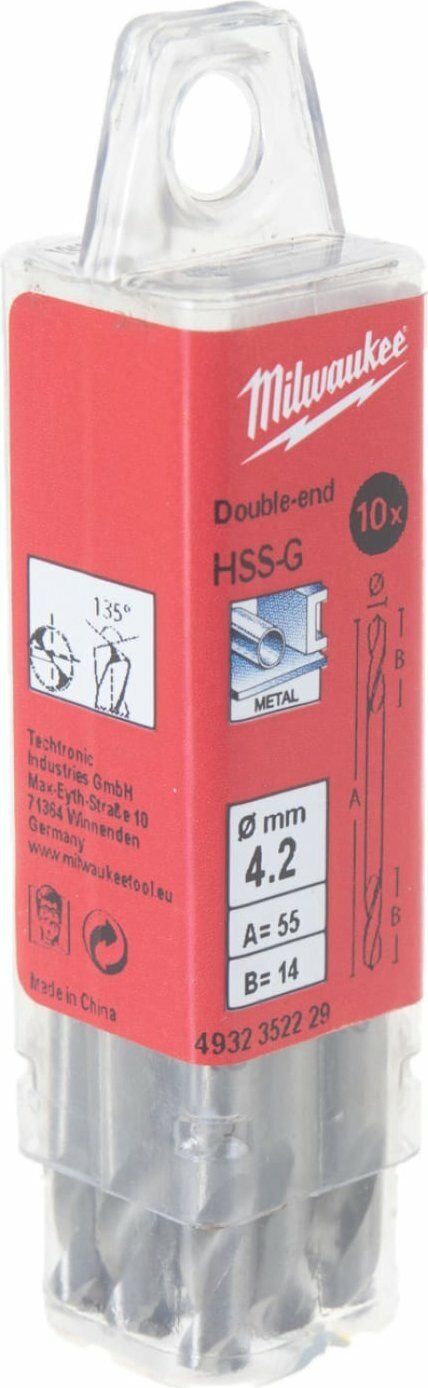 Milwaukee
Double-end
10x
HSS-G
Ø
METAL
B
A
B
Ø mm
4.2
A= 55
B= 14
4932 3522 29
135°
Techtronic
Industries GmbH
Max-Eyth-Straße 10
71364 Winnenden
Germany
www.milwaukeetool.eu
Made in China